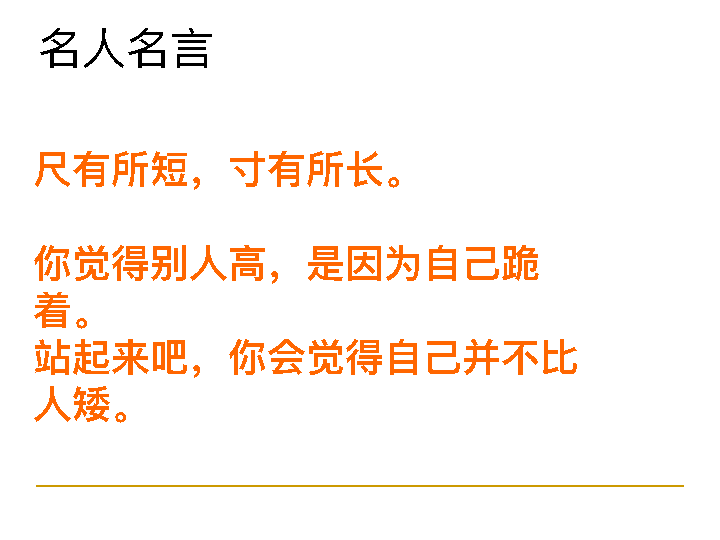 名人名言
尺有所短，寸有所长。
你觉得别人高，是因为自己跪
着。
站起来吧，你会觉得自己并不比
人矮。